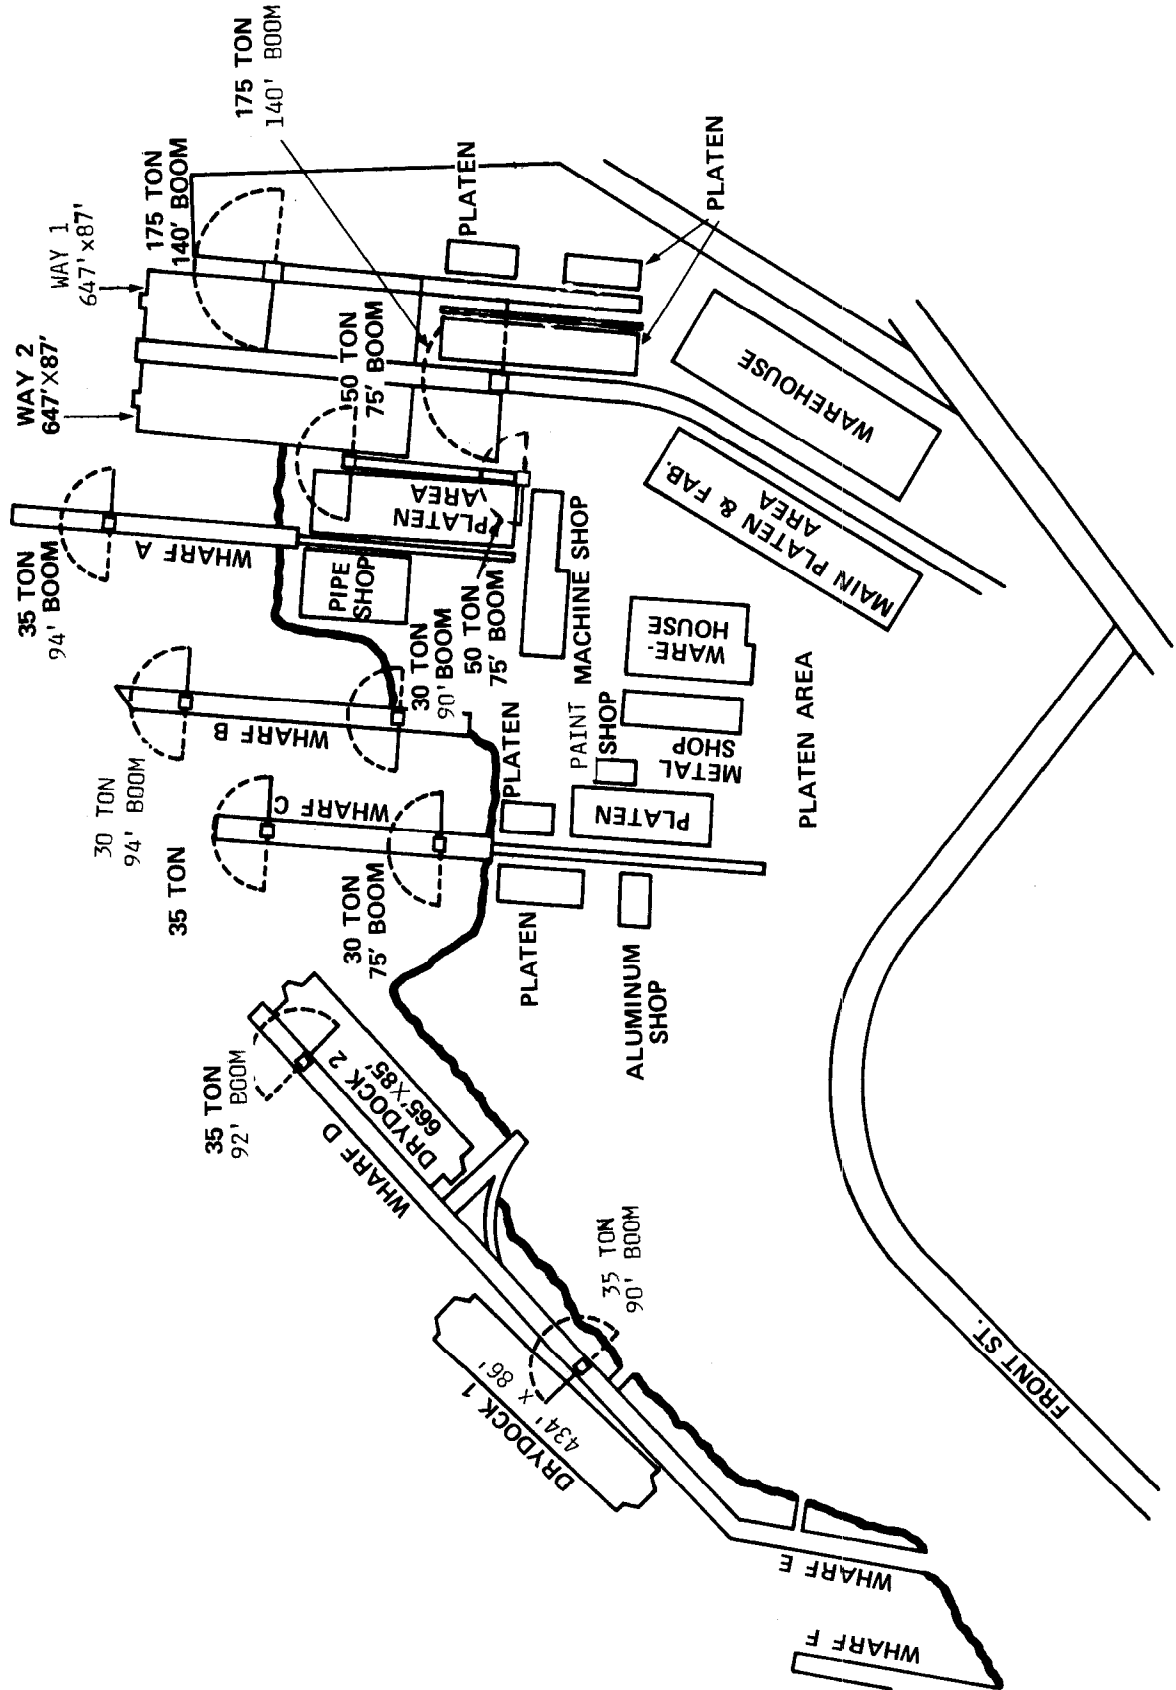 175 TON
140' BOOM
175 TON
140' BOOM
WAY 1
647'x87'
WAY 2
647'X87'
PLATEN
PLATEN
50 TON
75' BOOM
35 TON
94' BOOM
WHARF A
PLATEN
AREA
PIPE
SHOP
MACHINE SHOP
WAREHOUSE
MAIN PLATEN & FAB.
AREA
30 TON
90' BOOM
50 TON
75' BOOM
WHARF B
30 TON
94' BOOM
PLATEN
PAINT
SHOP
WARE-
HOUSE
METAL
SHOP
PLATEN AREA
PLATEN
WHARF C
35 TON
30 TON
75' BOOM
PLATEN
ALUMINUM
SHOP
35 TON
92' BOOM
DRYDOCK 2
665'X85'
WHARF D
35 TON
90' BOOM
434' X 86'
DRYDOCK 1
FRONT ST.
WHARF E
WHARF F